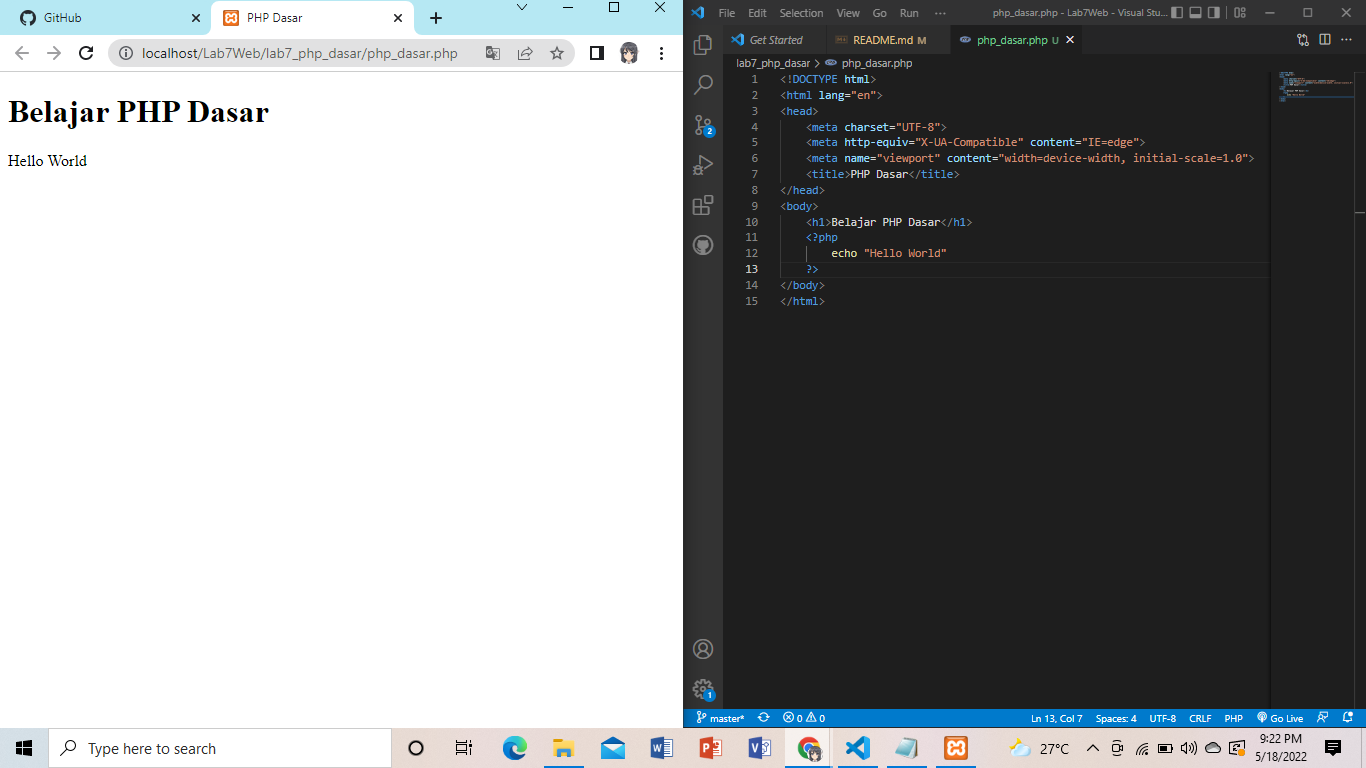 GitHub
PHP Dasar
localhost/Lab7Web/lab7_php_dasar/php_dasar.php
Belajar PHP Dasar
Hello World
File Edit Selection View Go Run ··· php_dasar.php - Lab7Web - Visual Stu...
Get Started README.md M php_dasar.php U
lab7_php_dasar > php_dasar.php
1 <!DOCTYPE html>
2 <html lang="en">
3 <head>
4 <meta charset="UTF-8">
5 <meta http-equiv="X-UA-Compatible" content="IE=edge">
6 <meta name="viewport" content="width=device-width, initial-scale=1.0">
7 <title>PHP Dasar</title>
8 </head>
9 <body>
10 <h1>Belajar PHP Dasar</h1>
11 <?php
12 echo "Hello World"
13 ?>
14 </body>
15 </html>
2
1
master* 0 0 Ln 13, Col 7 Spaces: 4 UTF-8 CRLF PHP Go Live
Type here to search
27°C
9:22 PM
5/18/2022